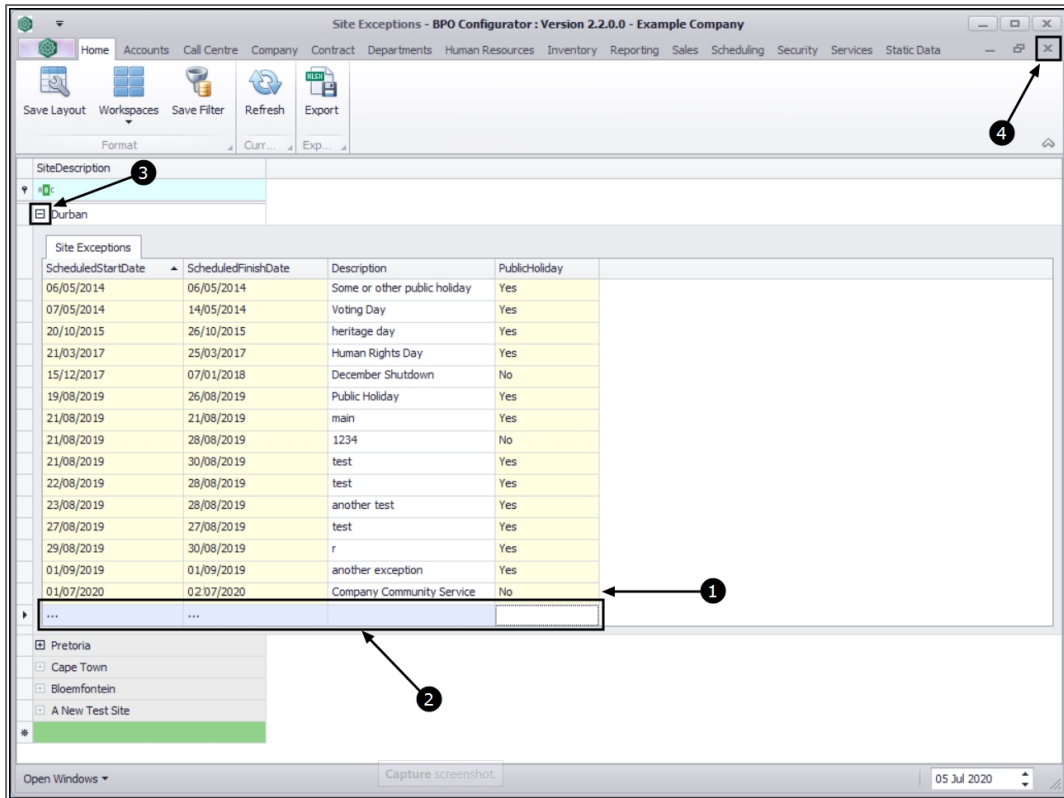 Site Exceptions - BPO Configurator : Version 2.2.0.0 - Example Company
Home Accounts Call Centre Company Contract Departments Human Resources Inventory Reporting Sales Scheduling Security Services Static Data
XLSX
Save Layout Workspaces Save Filter Refresh Export
4
Format Curr... Exp...
SiteDescription
3
Durban
Site Exceptions
ScheduledStartDate ScheduledFinishDate Description PublicHoliday
06/05/2014 06/05/2014 Some or other public holiday Yes
07/05/2014 14/05/2014 Voting Day Yes
20/10/2015 26/10/2015 heritage day Yes
21/03/2017 25/03/2017 Human Rights Day Yes
15/12/2017 07/01/2018 December Shutdown No
19/08/2019 26/08/2019 Public Holiday Yes
21/08/2019 21/08/2019 main Yes
21/08/2019 28/08/2019 1234 No
21/08/2019 30/08/2019 test Yes
22/08/2019 28/08/2019 test Yes
23/08/2019 28/08/2019 another test Yes
27/08/2019 27/08/2019 test Yes
29/08/2019 30/08/2019 r Yes
01/09/2019 01/09/2019 another exception Yes
01/07/2020 02/07/2020 Company Community Service No 1
... ...
Pretoria
Cape Town
Bloemfontein
2
A New Test Site
Open Windows Capture screenshot. 05 Jul 2020